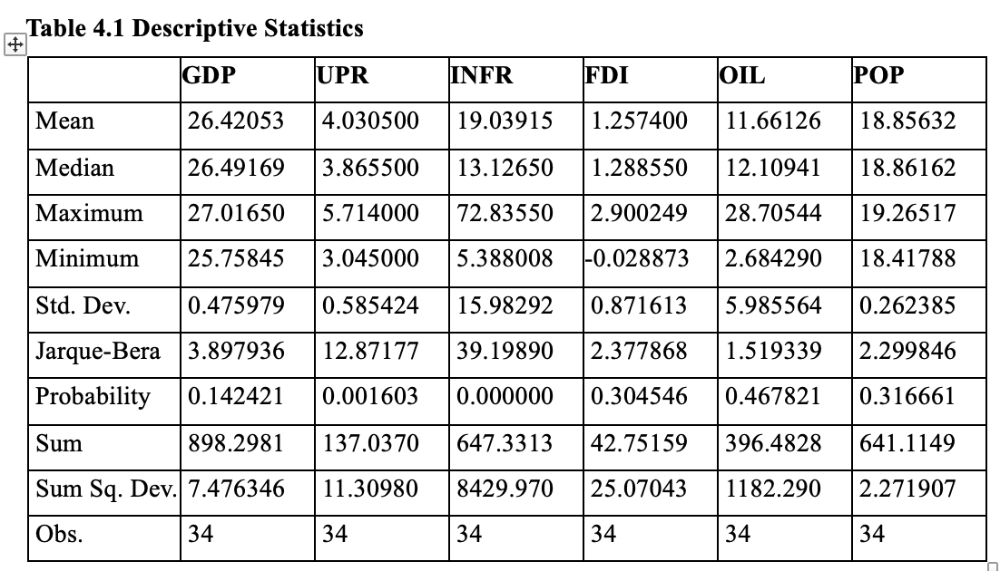 Table 4.1 Descriptive Statistics
GDP UPR INFR FDI OIL POP
Mean 26.42053 4.030500 19.03915 1.257400 11.66126 18.85632
Median 26.49169 3.865500 13.12650 1.288550 12.10941 18.86162
Maximum 27.01650 5.714000 72.83550 2.900249 28.70544 19.26517
Minimum 25.75845 3.045000 5.388008 -0.028873 2.684290 18.41788
Std. Dev. 0.475979 0.585424 15.98292 0.871613 5.985564 0.262385
Jarque-Bera 3.897936 12.87177 39.19890 2.377868 1.519339 2.299846
Probability 0.142421 0.001603 0.000000 0.304546 0.467821 0.316661
Sum 898.2981 137.0370 647.3313 42.75159 396.4828 641.1149
Sum Sq. Dev. 7.476346 11.30980 8429.970 25.07043 1182.290 2.271907
Obs. 34 34 34 34 34 34